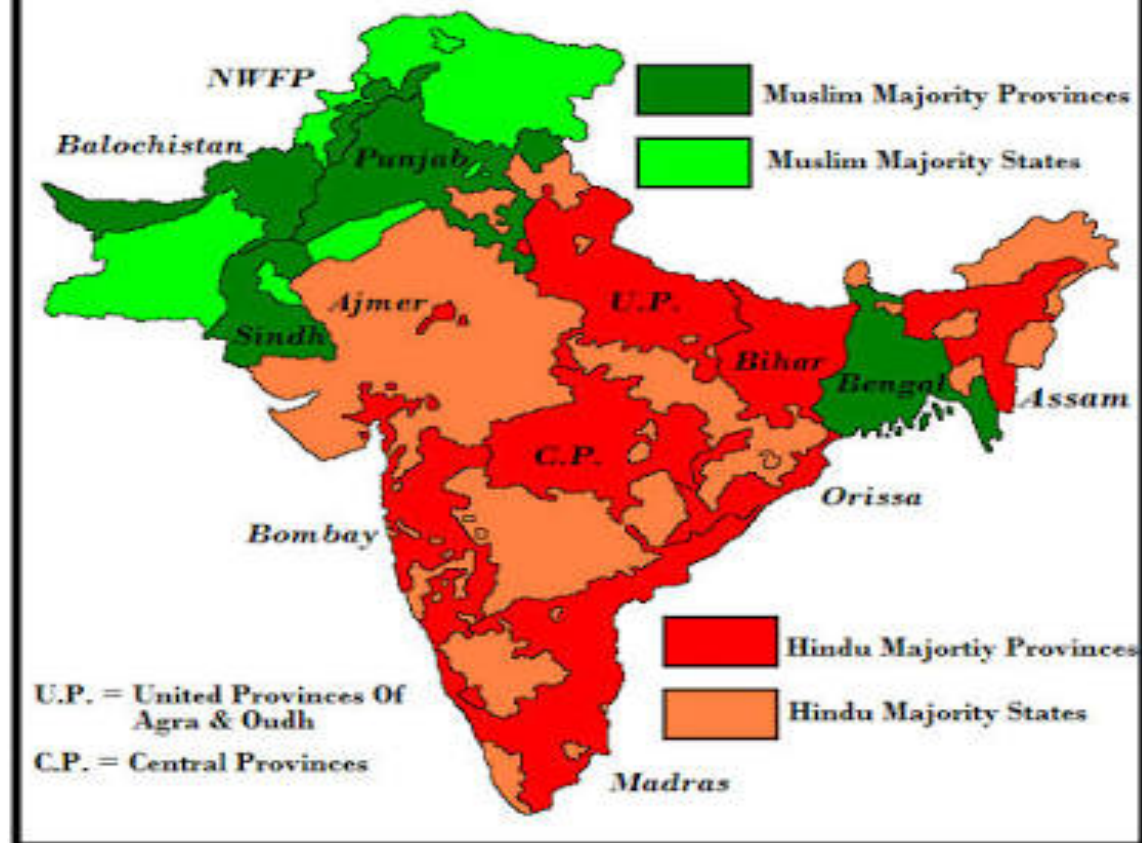 NWFP
Muslim Majority Provinces
Balochistan
Punjab
Muslim Majority States
Ajmer
U.P.
Sindh
Bihar
Bengal
Assam
C.P.
Orissa
Bombay
Hindu Majortiy Provinces
U.P. = United Provinces Of
Agra & Oudh
Hindu Majority States
C.P. = Central Provinces
Madras